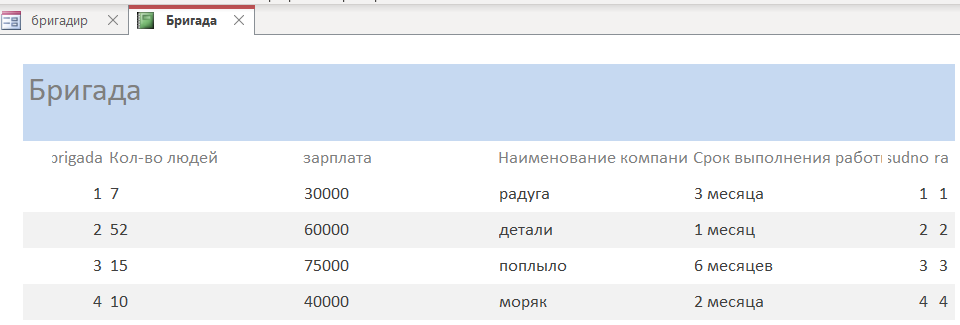 бригадир Бригада
Бригада
brigada Кол-во людей зарплата Наименование компани Срок выполнения работ sudno ra
1 7 30000 радуга 3 месяца 1 1
2 52 60000 детали 1 месяц 2 2
3 15 75000 поплыло 6 месяцев 3 3
4 10 40000 моряк 2 месяца 4 4